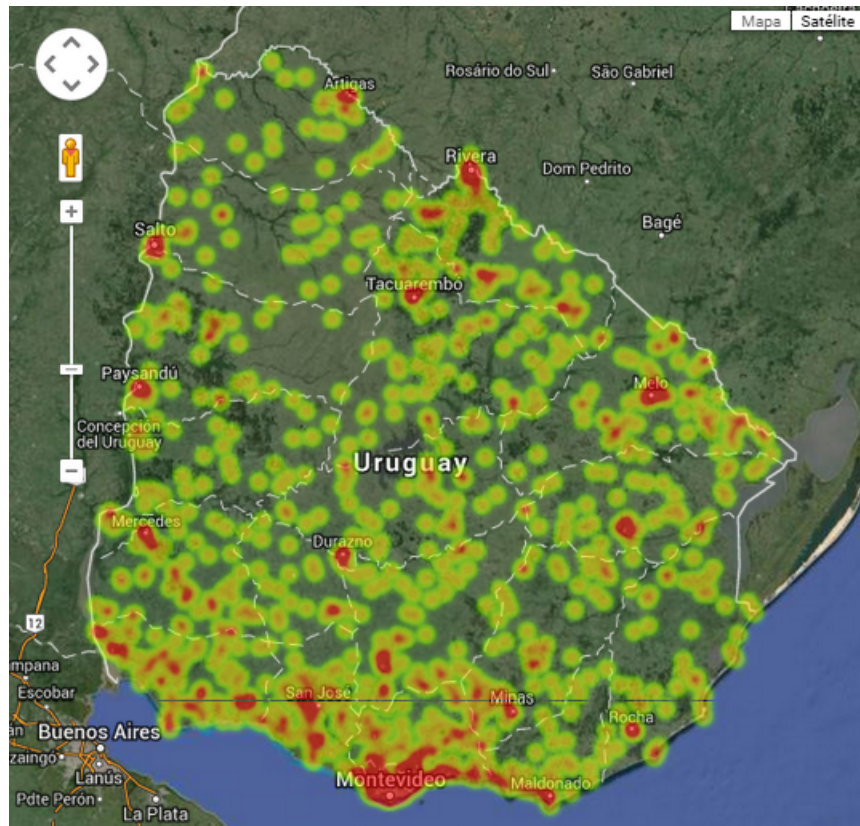 Mapa
Satélite
Artigas
Rosário do Sul
São Gabriel
Rivera
Dom Pedrito
Bagé
Salto
Tacuarembó
Paysandú
Melo
Concepción
del Uruguay
Uruguay
Mercedes
Durazno
12
ampana
Escobar
San José
Minas
Rocha
Buenos Aires
zaingó
Lanús
Montevideo
Maldonado
Pdte Perón
La Plata